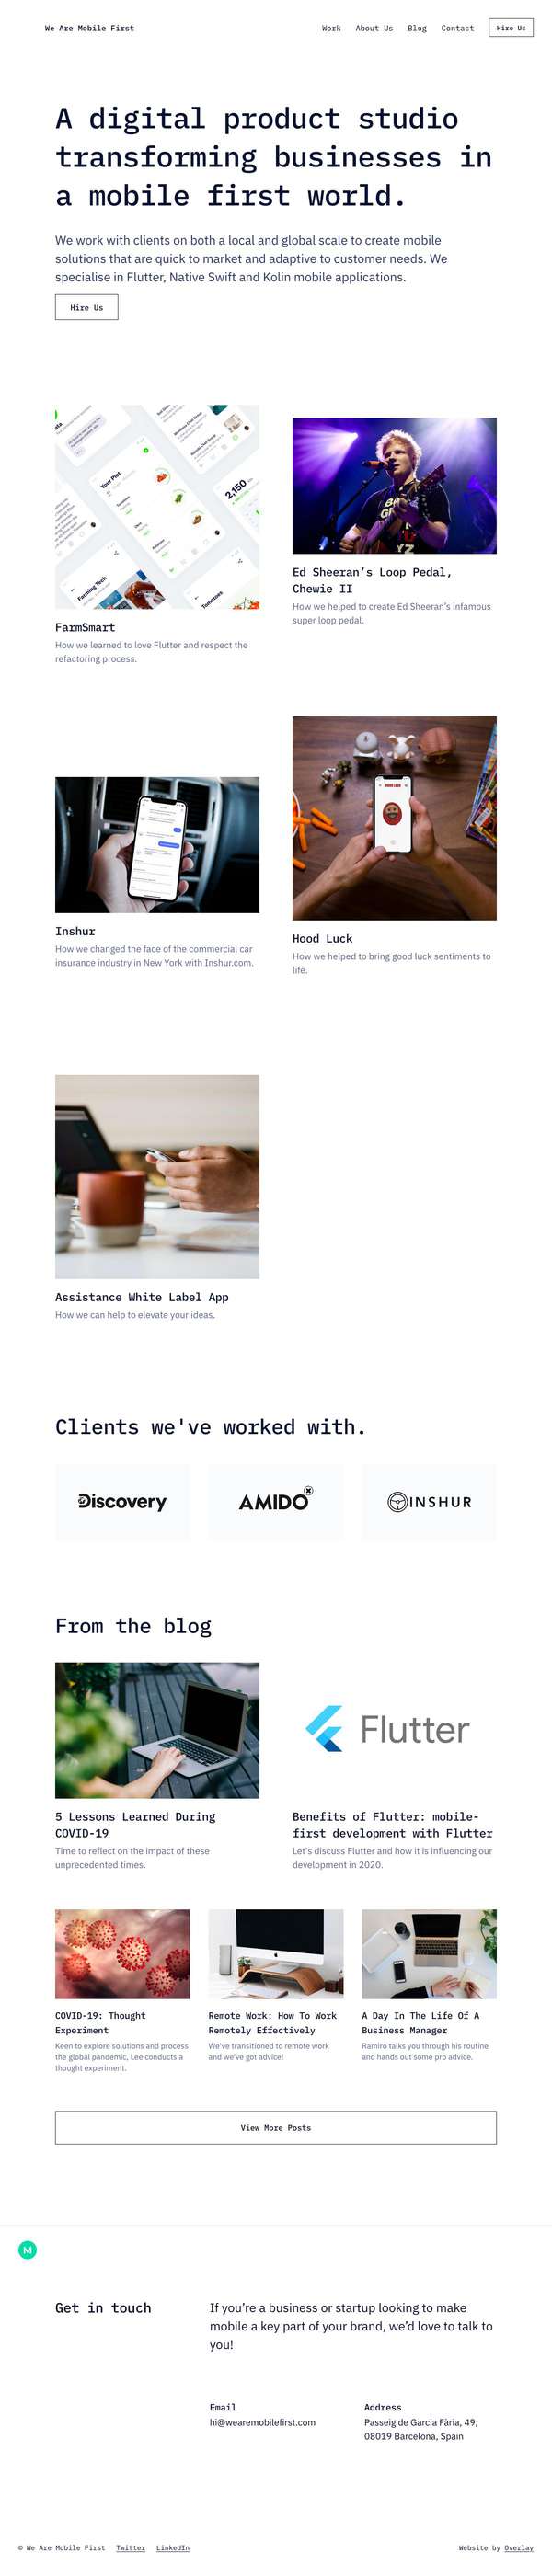 We Are Mobile First
Work About Us Blog Contact Hire Us
A digital product studio
transforming businesses in
a mobile first world.
We work with clients on both a local and global scale to create mobile
solutions that are quick to market and adaptive to customer needs. We
specialise in Flutter, Native Swift and Kolin mobile applications.
Hire Us
Your Plot
2,150
Farming Tech
Tomatoes
FarmSmart
How we learned to love Flutter and respect the
refactoring process.
Ed Sheeran’s Loop Pedal,
Chewie II
How we helped to create Ed Sheeran’s infamous
super loop pedal.
Inshur
How we changed the face of the commercial car
insurance industry in New York with Inshur.com.
Hood Luck
How we helped to bring good luck sentiments to
life.
Assistance White Label App
How we can help to elevate your ideas.
Clients we've worked with.
Discovery
AMIDO
INSHUR
From the blog
Flutter
5 Lessons Learned During
COVID-19
Time to reflect on the impact of these
unprecedented times.
Benefits of Flutter: mobile-
first development with Flutter
Let’s discuss Flutter and how it is influencing our
development in 2020.
COVID-19: Thought
Experiment
Keen to explore solutions and process
the global pandemic, Lee conducts a
thought experiment.
Remote Work: How To Work
Remotely Effectively
We’ve transitioned to remote work
and we’ve got advice!
A Day In The Life Of A
Business Manager
Ramiro talks you through his routine
and hands out some pro advice.
View More Posts
M
Get in touch
If you’re a business or startup looking to make
mobile a key part of your brand, we’d love to talk to
you!
Email
hi@wearemobilefirst.com
Address
Passeig de Garcia Fària, 49,
08019 Barcelona, Spain
© We Are Mobile First Twitter LinkedIn
Website by Overlay